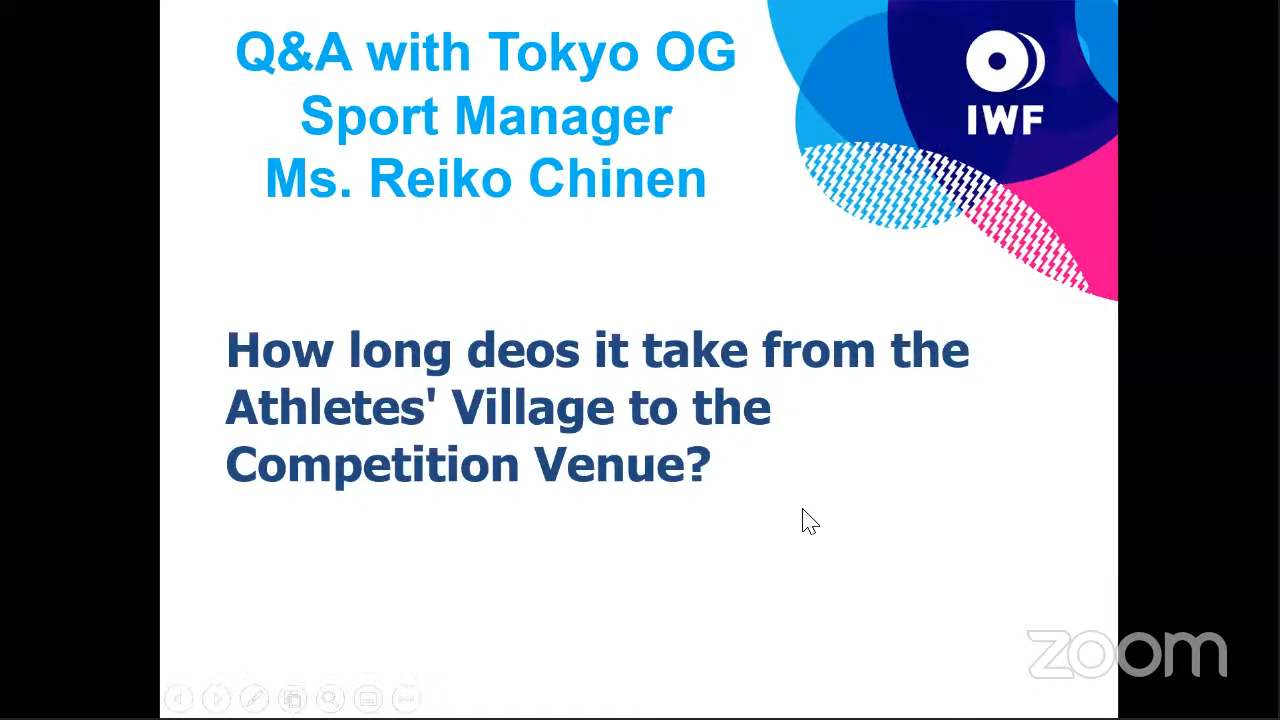 Q&A with Tokyo OG
Sport Manager
Ms. Reiko Chinen
IWF
How long deos it take from the
Athletes' Village to the
Competition Venue?
zoom